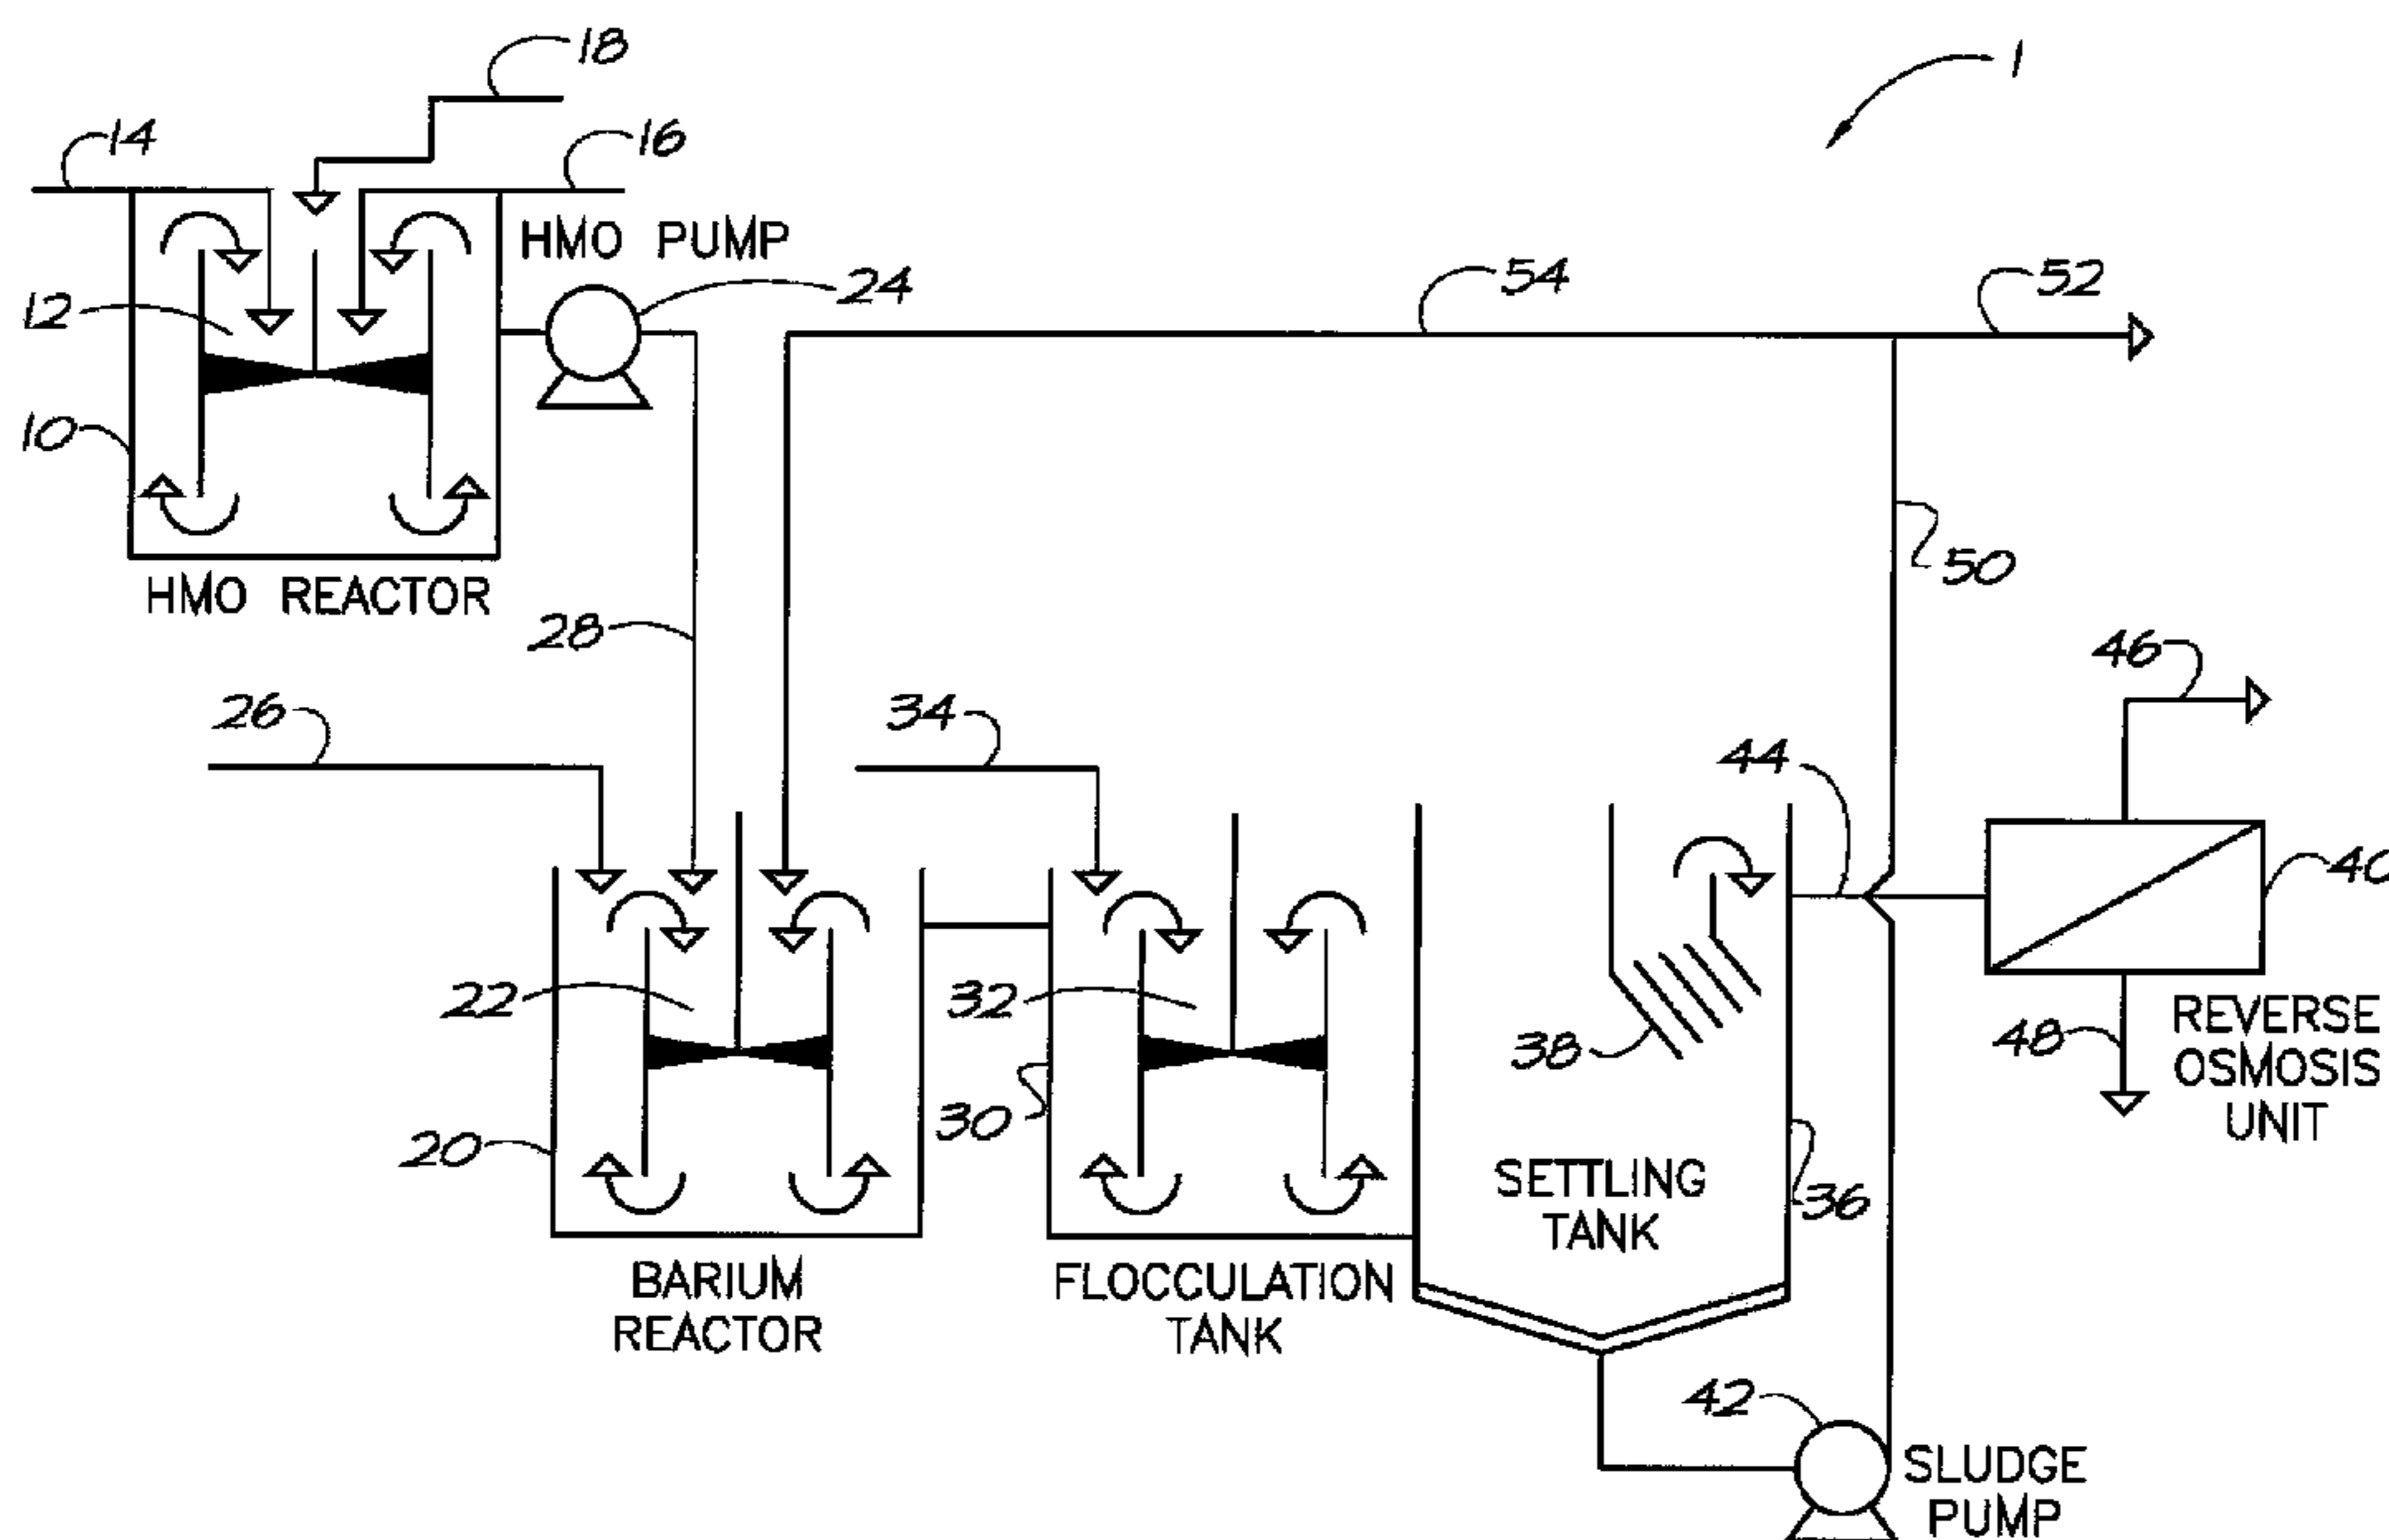 18
1
14
16
HMO PUMP
24
54
52
12
10
50
HMO REACTOR
28
46
26
34
44
40
22
32
38
48
REVERSE
OSMOSIS
UNIT
30
20
SETTLING
TANK
36
BARIUM
REACTOR
FLOCCULATION
TANK
42
SLUDGE
PUMP